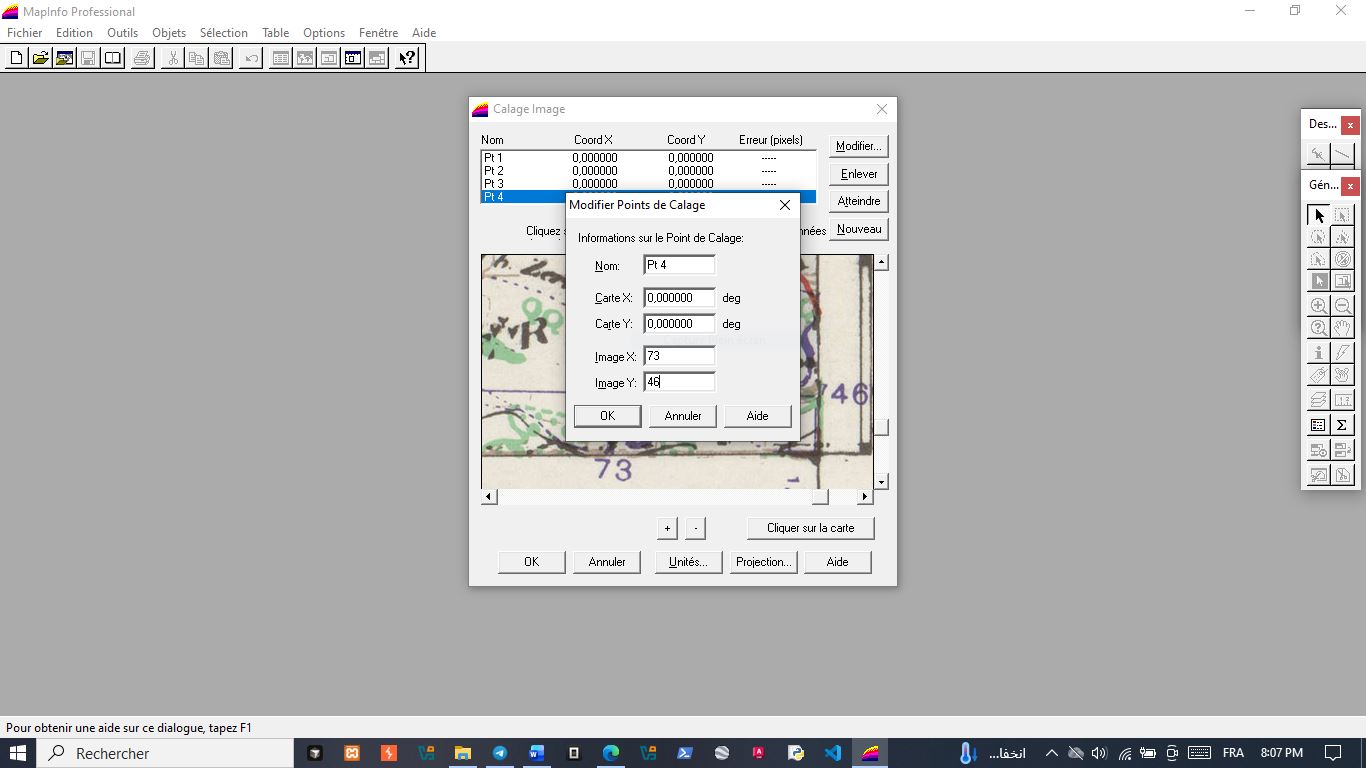 MapInfo Professional
Fichier Edition Outils Objets Sélection Table Options Fenêtre Aide
Calage Image
Nom Coord X Coord Y Erreur (pixels)
Pt 1 0,000000 0,000000 -----
Pt 2 0,000000 0,000000 -----
Pt 3 0,000000 0,000000 -----
Pt 4
Modifier...
Enlever
Atteindre
Nouveau
Cliquez
nnées
Modifier Points de Calage
Informations sur le Point de Calage:
Nom: Pt 4
Carte X: 0,000000 deg
Carte Y: 0,000000 deg
Image X: 73
Image Y: 46
OK Annuler Aide
R
46
73
+ -
Cliquer sur la carte
OK Annuler Unités... Projection... Aide
Des... x
Gén... x
Pour obtenir une aide sur ce dialogue, tapez F1
Rechercher
انخفا...
FRA
8:07 PM